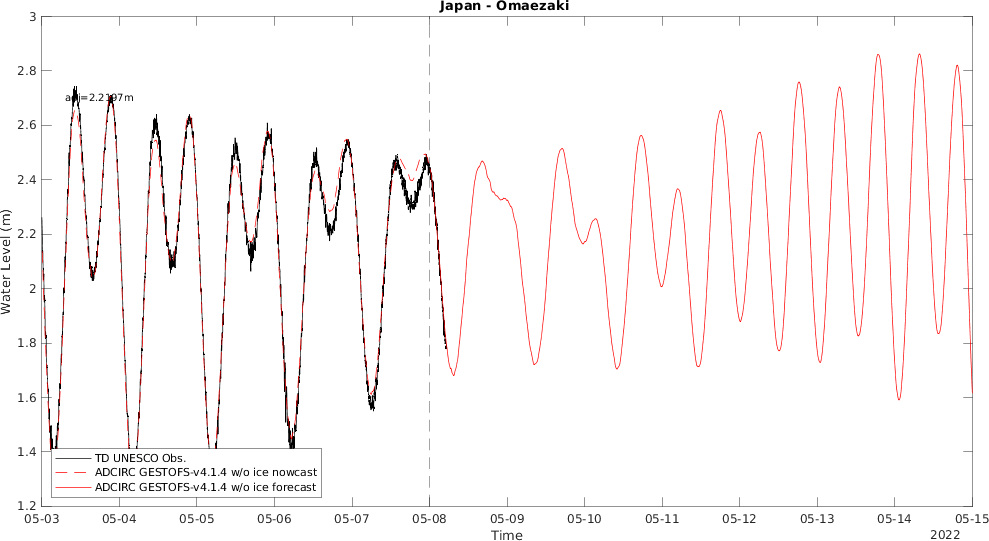 Japan - Omaezaki
3
2.8
2.6
2.4
2.2
2
1.8
1.6
1.4
1.2
Water Level (m)
adj=2.2197m
TD UNESCO Obs.
ADCIRC GESTOFS-v4.1.4 w/o ice nowcast
ADCIRC GESTOFS-v4.1.4 w/o ice forecast
05-03 05-04 05-05 05-06 05-07 05-08 05-09 05-10 05-11 05-12 05-13 05-14 05-15
Time
2022